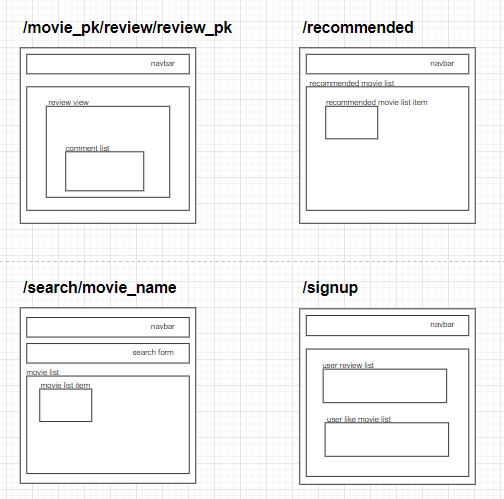 /movie_pk/review/review_pk
navbar
review view
comment list
/recommended
navbar
recommended movie list
recommended movie list item
/search/movie_name
navbar
search form
movie list
movie list item
/signup
navbar
user review list
user like movie list